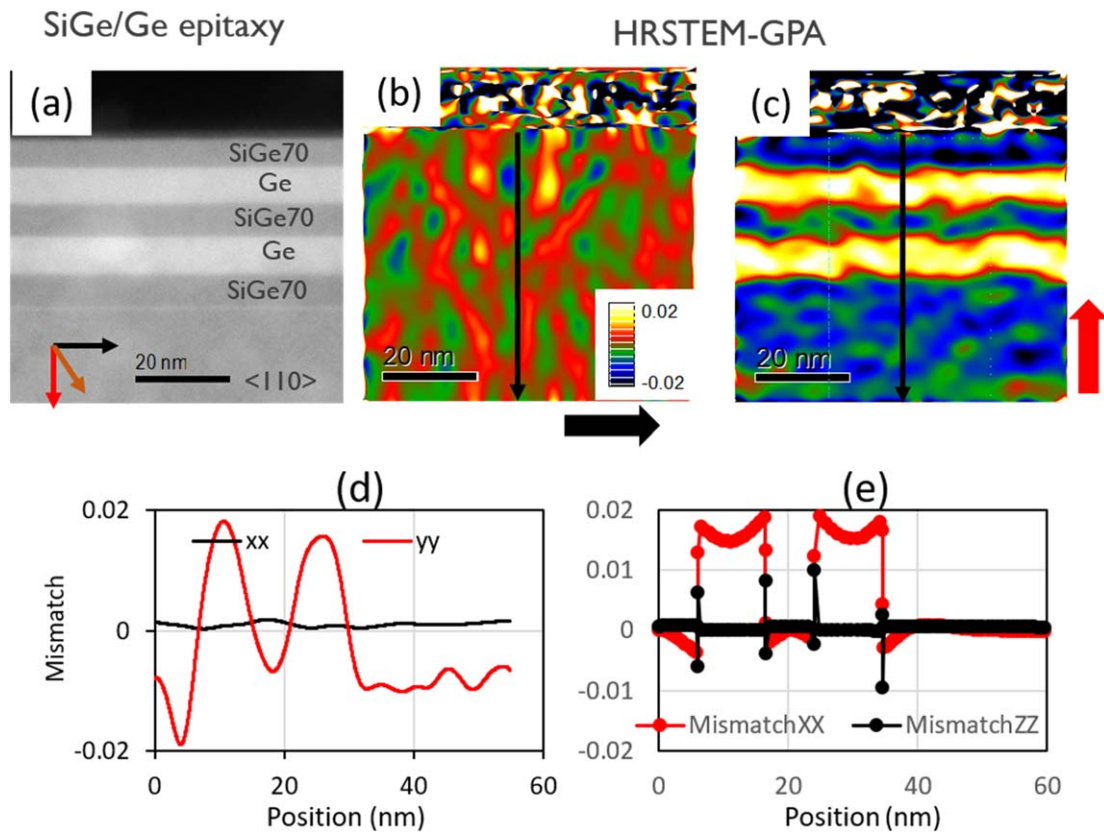 SiGe/Ge epitaxy
HRSTEM-GPA
(a)
SiGe70
Ge
SiGe70
Ge
SiGe70
20 nm
<110>
(b)
20 nm
0.02
-0.02
(c)
20 nm
(d)
0.02
0
-0.02
Mismatch
xx
yy
0
20
40
60
Position (nm)
(e)
0.02
0.01
0
-0.01
-0.02
MismatchXX
MismatchZZ
0
20
40
60
Position (nm)